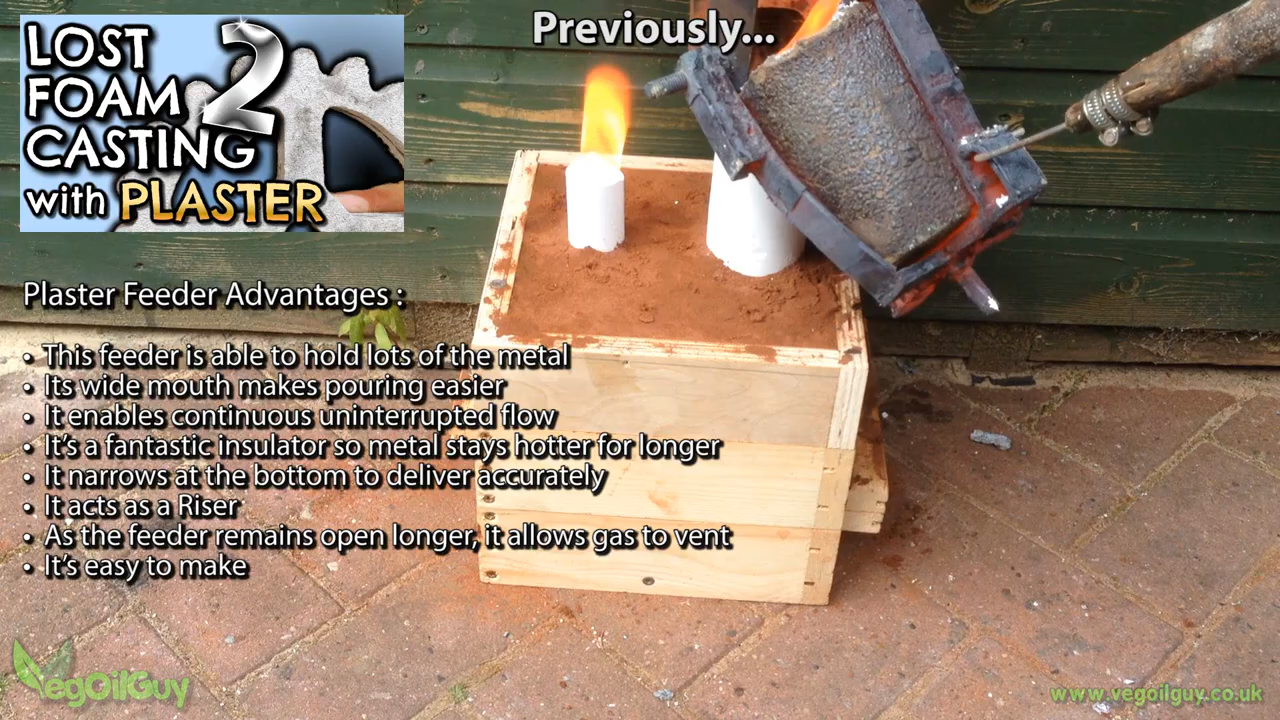 Previously...
LOST
FOAM 2
CASTING
with PLASTER
Plaster Feeder Advantages :
• This feeder is able to hold lots of the metal
• Its wide mouth makes pouring easier
• It enables continuous uninterrupted flow
• It's a fantastic insulator so metal stays hotter for longer
• It narrows at the bottom to deliver accurately
• It acts as a Riser
• As the feeder remains open longer, it allows gas to vent
• It's easy to make
VegOilGuy
www.vegoilguy.co.uk